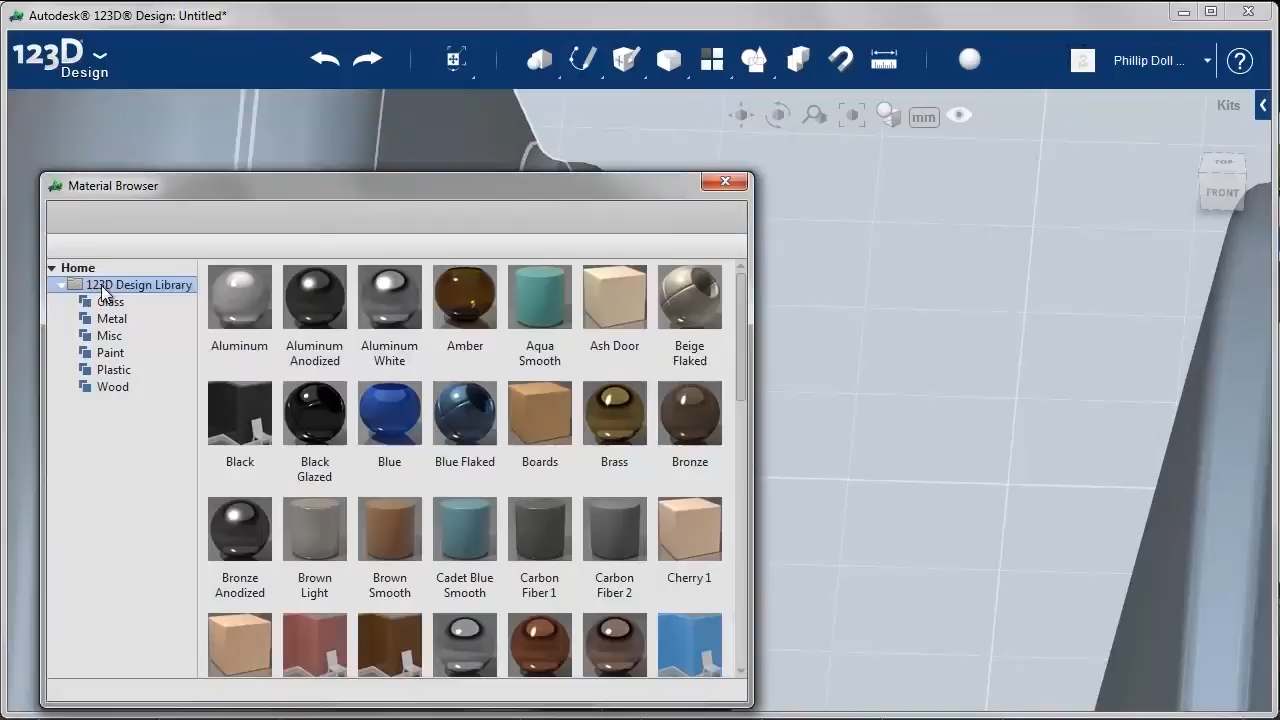 Autodesk® 123D® Design: Untitled*
123D
Design
Phillip Doll ...
?
mm
Kits
TOP
FRONT
Material Browser
Home
123D Design Library
Glass
Metal
Misc
Paint
Plastic
Wood
Aluminum
Aluminum
Anodized
Aluminum
White
Amber
Aqua
Smooth
Ash Door
Beige
Flaked
Black
Black
Glazed
Blue
Blue Flaked
Boards
Brass
Bronze
Bronze
Anodized
Brown
Light
Brown
Smooth
Cadet Blue
Smooth
Carbon
Fiber 1
Carbon
Fiber 2
Cherry 1